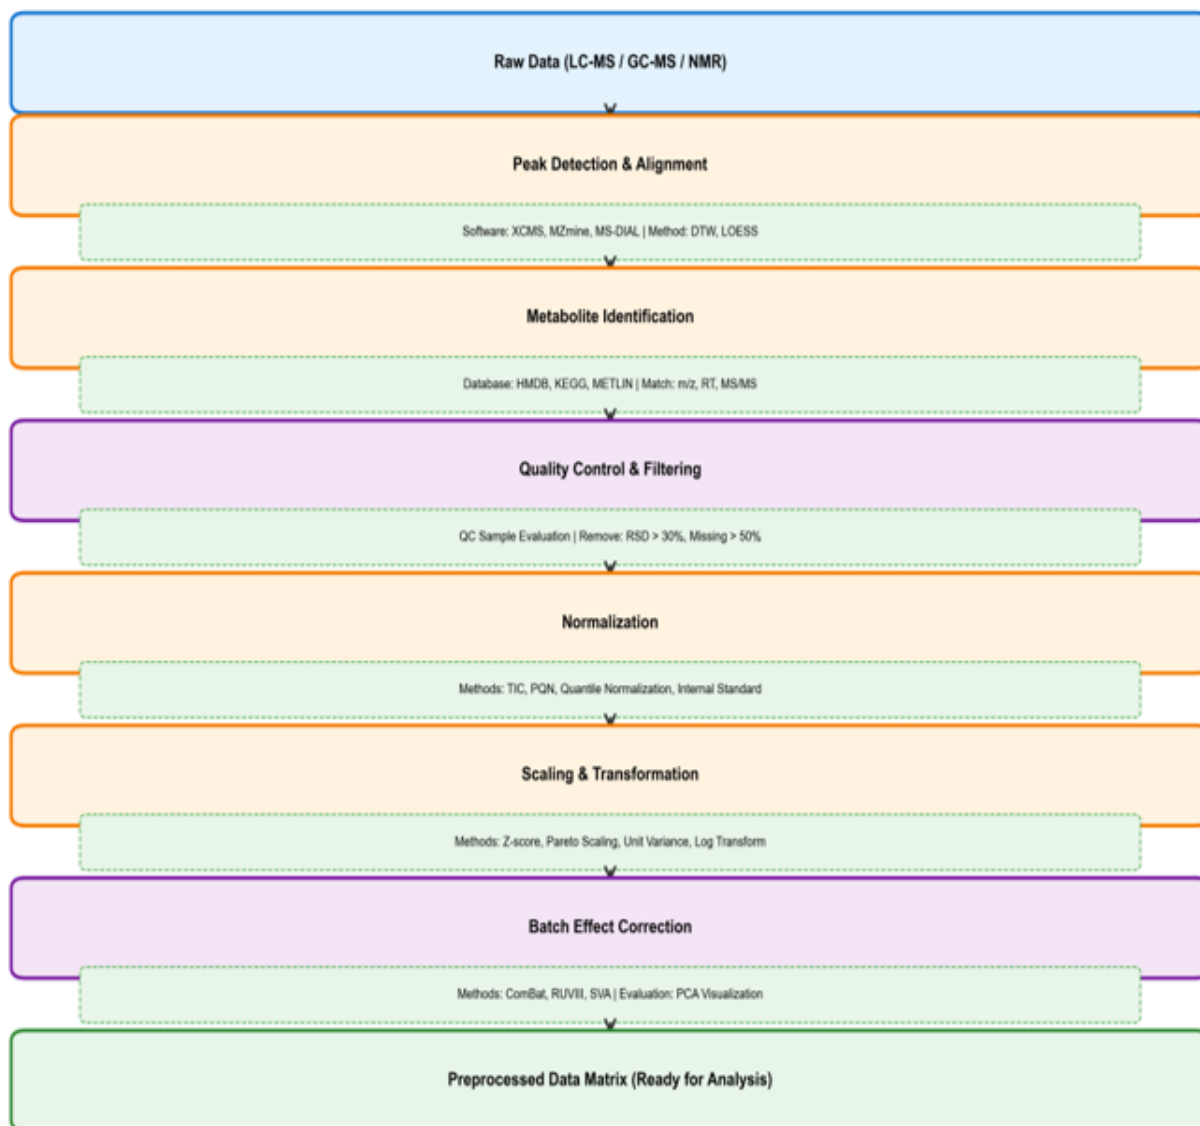 Raw Data (LC-MS / GC-MS / NMR)
Peak Detection & Alignment
Software: XCMS, MZmine, MS-DIAL | Method: DTW, LOESS
Metabolite Identification
Database: HMDB, KEGG, METLIN | Match: m/z, RT, MS/MS
Quality Control & Filtering
QC Sample Evaluation | Remove: RSD > 30%, Missing > 50%
Normalization
Methods: TIC, PQN, Quantile Normalization, Internal Standard
Scaling & Transformation
Methods: Z-score, Pareto Scaling, Unit Variance, Log Transform
Batch Effect Correction
Methods: ComBat, RUVIII, SVA | Evaluation: PCA Visualization
Preprocessed Data Matrix (Ready for Analysis)